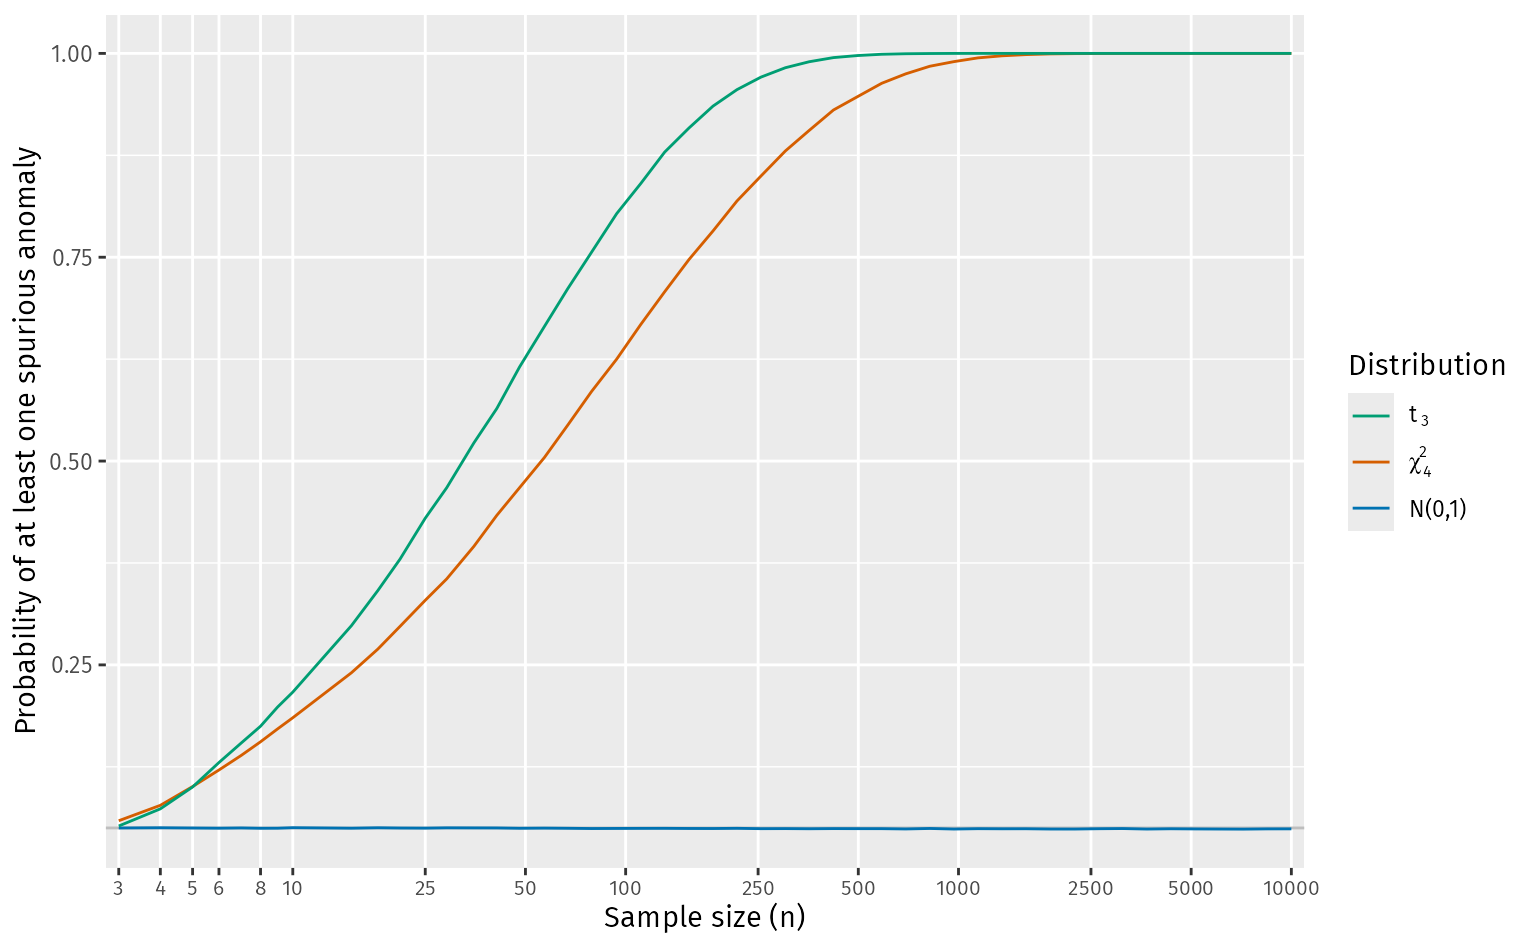 Probability of at least one spurious anomaly
1.00
0.75
0.50
0.25
3 4 5 6 8 10 25 50 100 250 500 1000 2500 5000 10000
Sample size (n)
Distribution
t₃
χ²₄
N(0,1)